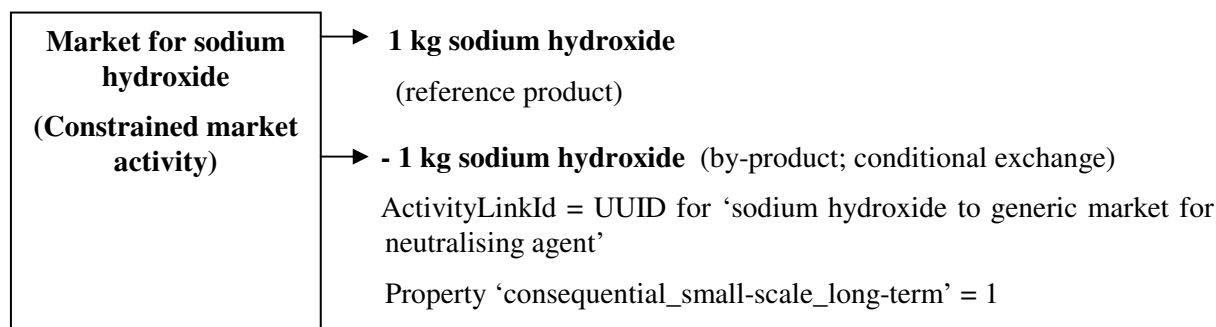 Market for sodium
hydroxide
(Constrained market
activity)
1 kg sodium hydroxide
(reference product)
- 1 kg sodium hydroxide (by-product; conditional exchange)
ActivityLinkId = UUID for ‘sodium hydroxide to generic market for
neutralising agent’
Property ‘consequential_small-scale_long-term’ = 1